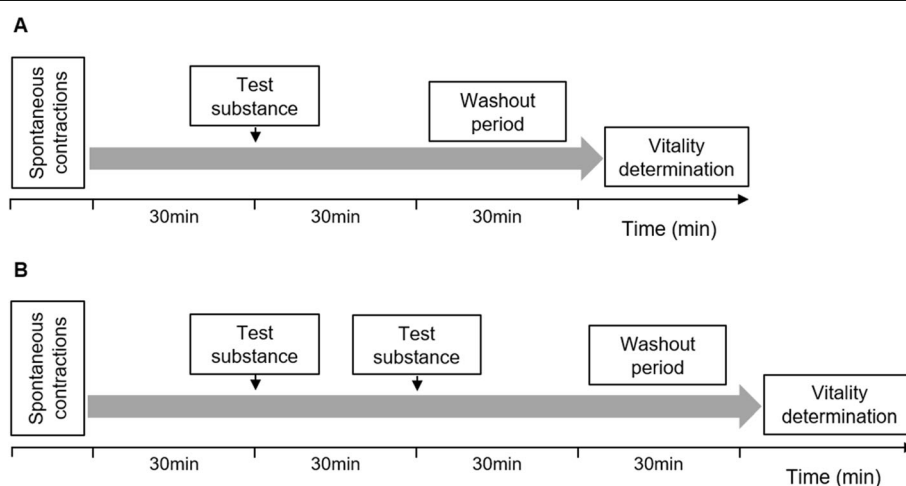 A
Spontaneous
contractions
Test
substance
Washout
period
Vitality
determination
30min
30min
30min
Time (min)
B
Spontaneous
contractions
Test
substance
Test
substance
Washout
period
Vitality
determination
30min
30min
30min
30min
Time (min)